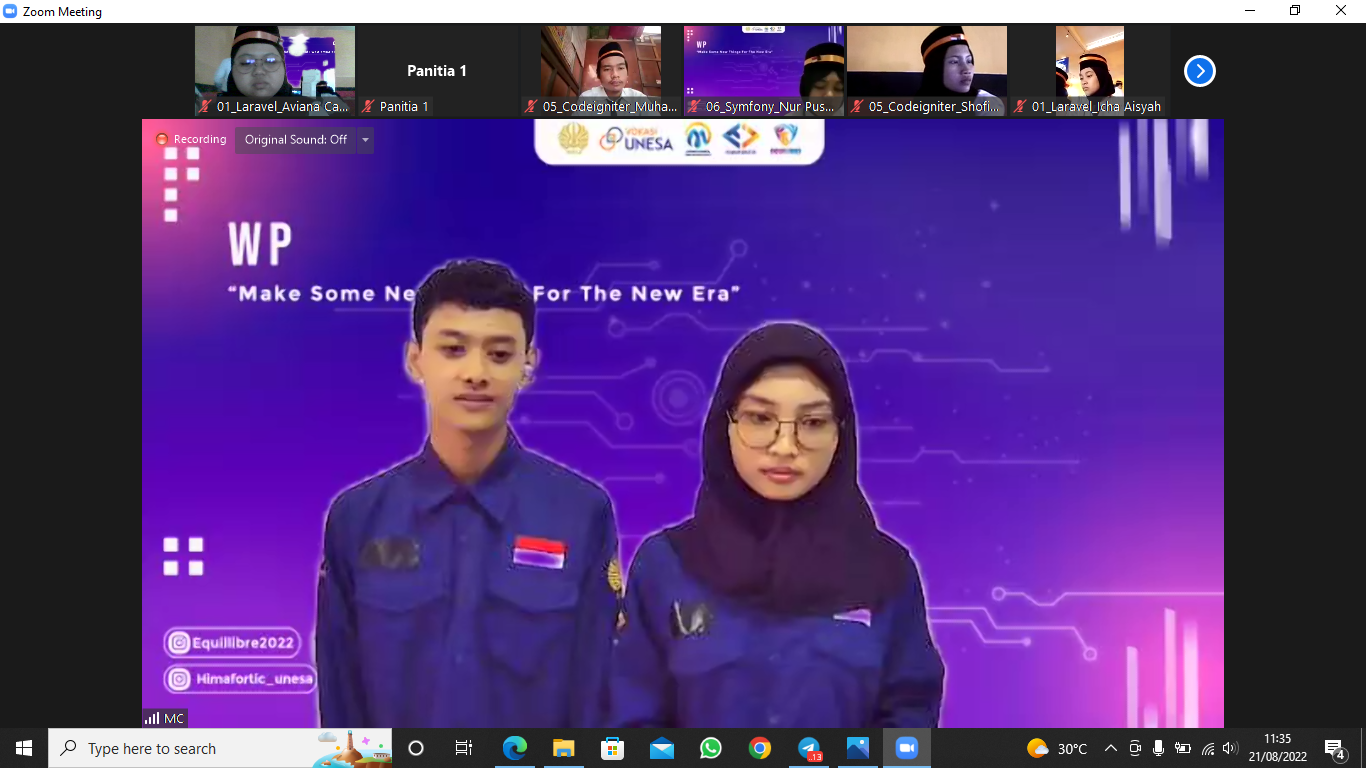 Zoom Meeting
Panitia 1
01_Laravel_Aviana Ca...
Panitia 1
05_Codeigniter_Muha...
06_Symfony_Nur Pus...
05_Codeigniter_Shofi...
01_Laravel_Icha Aisyah
WP
Recording
Original Sound: Off
VOKASI
UNESA
WP
"Make Some Ne For The New Era"
Equillibre2022
Himafortic_unesa
MC
Type here to search
13
30°C
11:35
21/08/2022
4